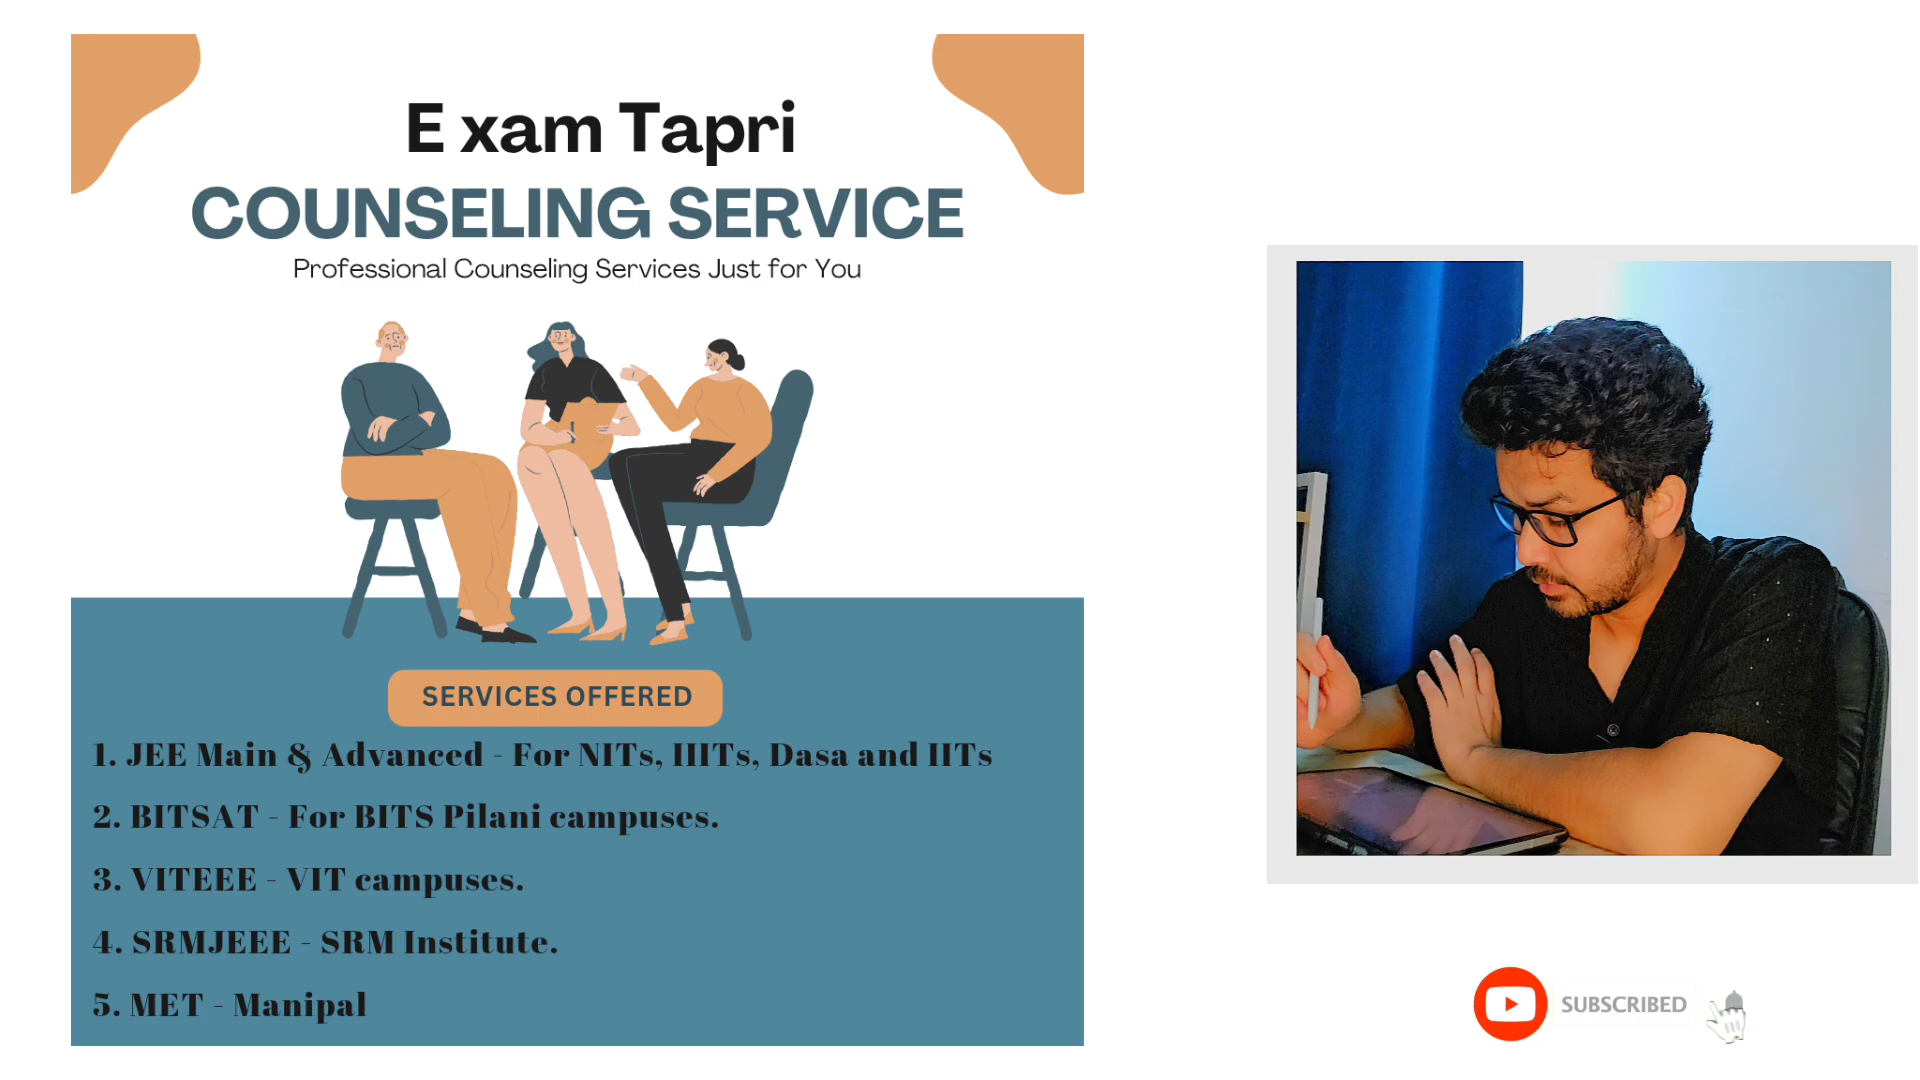 E xam Tapri
COUNSELING SERVICE
Professional Counseling Services Just for You
SERVICES OFFERED
1. JEE Main & Advanced - For NITs, IIITs, Dasa and IITs
2. BITSAT - For BITS Pilani campuses.
3. VITEEE - VIT campuses.
4. SRMJEEE - SRM Institute.
5. MET - Manipal
SUBSCRIBED